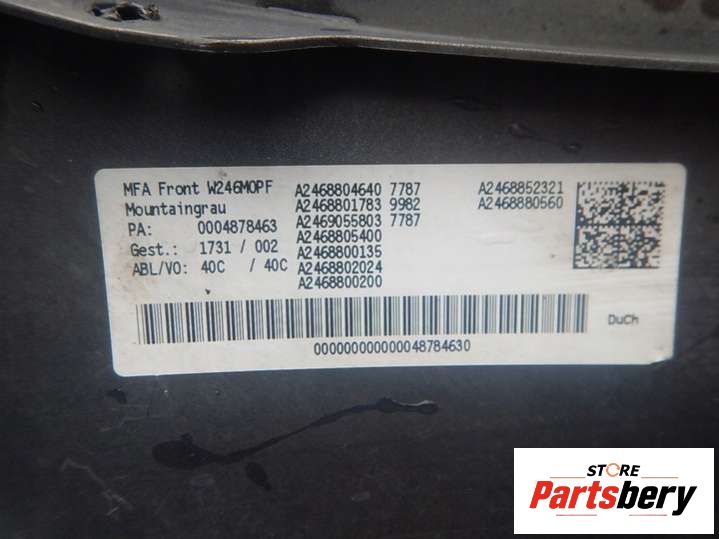 MFA Front W246MOPF
Mountaingrau
PA: 0004878463
Gest.: 1731 / 002
ABL/VO: 40C / 40C
A2468804640 7787
A2468801783 9982
A2469055803 7787
A2468805400
A2468800135
A2468802024
A2468800200
A2468852321
A2468880560
DuCh
000000000000048784630
STORE
Partsbery